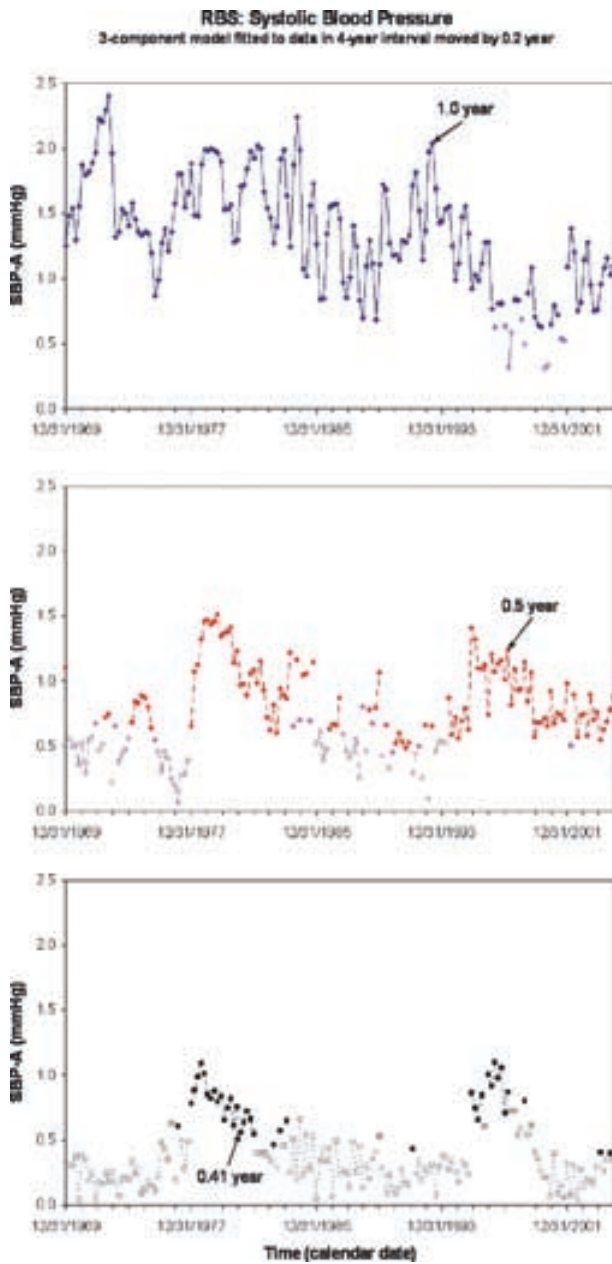 RBS: Systolic Blood Pressure
3-component model fitted to data in 4-year interval moved by 0.2 year
2.5
1.0 year
2.0
1.5
SBP-A (mmHg)
1.0
0.5
0.0
12/31/1969 12/31/1977 12/31/1985 12/31/1993 12/31/2001
2.5
2.0
0.5 year
1.5
SBP-A (mmHg)
1.0
0.5
0.0
12/31/1969 12/31/1977 12/31/1985 12/31/1993 12/31/2001
2.5
2.0
1.5
SBP-A (mmHg)
1.0
0.5
0.41 year
0.0
12/31/1969 12/31/1977 12/31/1985 12/31/1993 12/31/2001
Time (calendar date)